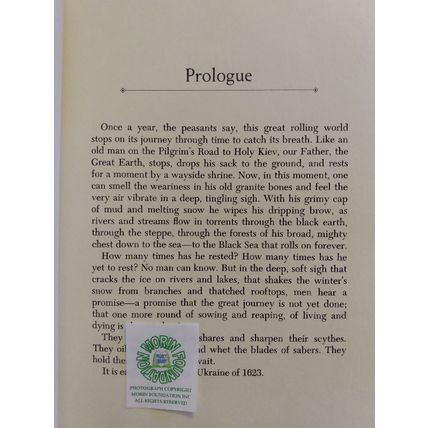 Prologue
Once a year, the peasants say, this great rolling world
stops on its journey through time to catch its breath. Like an
old man on the Pilgrim's Road to Holy Kiev, our Father, the
Great Earth, stops, drops his sack to the ground, and rests
for a moment by a wayside shrine. Now, in this moment, one
can smell the weariness in his old granite bones and feel the
very air vibrate in a deep, tingling sigh. With his grimy cap
of mud and melting snow he wipes his dripping brow, as
rivers and streams flow in torrents through the black earth,
through the steppe, through the forests of his broad, mighty
chest down to the sea—to the Black Sea that rolls on forever.
How many times has he rested? How many times has he
yet to rest? No man can know. But in the deep, soft sigh that
cracks the ice on rivers and lakes, that shakes the winter's
snow from branches and thatched rooftops, men hear a
promise—a promise that the great journey is not yet done;
that one more round of sowing and reaping, of living and
dying is
They shares and sharpen their scythes.
They oil and whet the blades of sabers. They
hold the wait.
It is ea Ukraine of 1623.
MORIN FOUNDATION
PHOTOGRAPH COPYRIGHT
MORIN FOUNDATION INC
ALL RIGHTS RESERVED